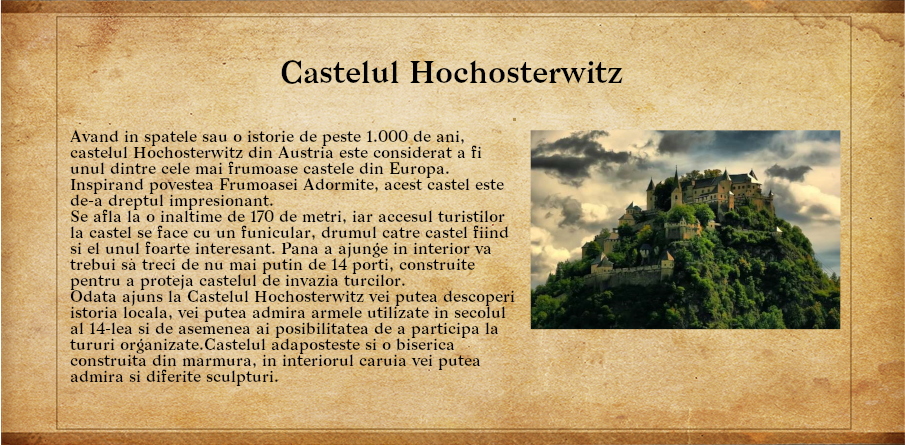 Castelul Hochosterwitz
Avand in spatele sau o istorie de peste 1.000 de ani,
castelul Hochosterwitz din Austria este considerat a fi
unul dintre cele mai frumoase castele din Europa.
Inspirand povestea Frumoasei Adormite, acest castel este
de-a dreptul impresionant.
Se afla la o inaltime de 170 de metri, iar accesul turistilor
la castel se face cu un funicular, drumul catre castel fiind
si el unul foarte interesant. Pana a ajunge in interior va
trebui să treci de nu mai putin de 14 porti, construite
pentru a proteja castelul de invazia turcilor.
Odata ajuns la Castelul Hochosterwitz vei putea descoperi
istoria locala, vei putea admira armele utilizate in secolul
al 14-lea si de asemenea ai posibilitatea de a participa la
tururi organizate.Castelul adaposteste si o biserica
construita din marmura, in interiorul caruia vei putea
admira si diferite sculpturi.